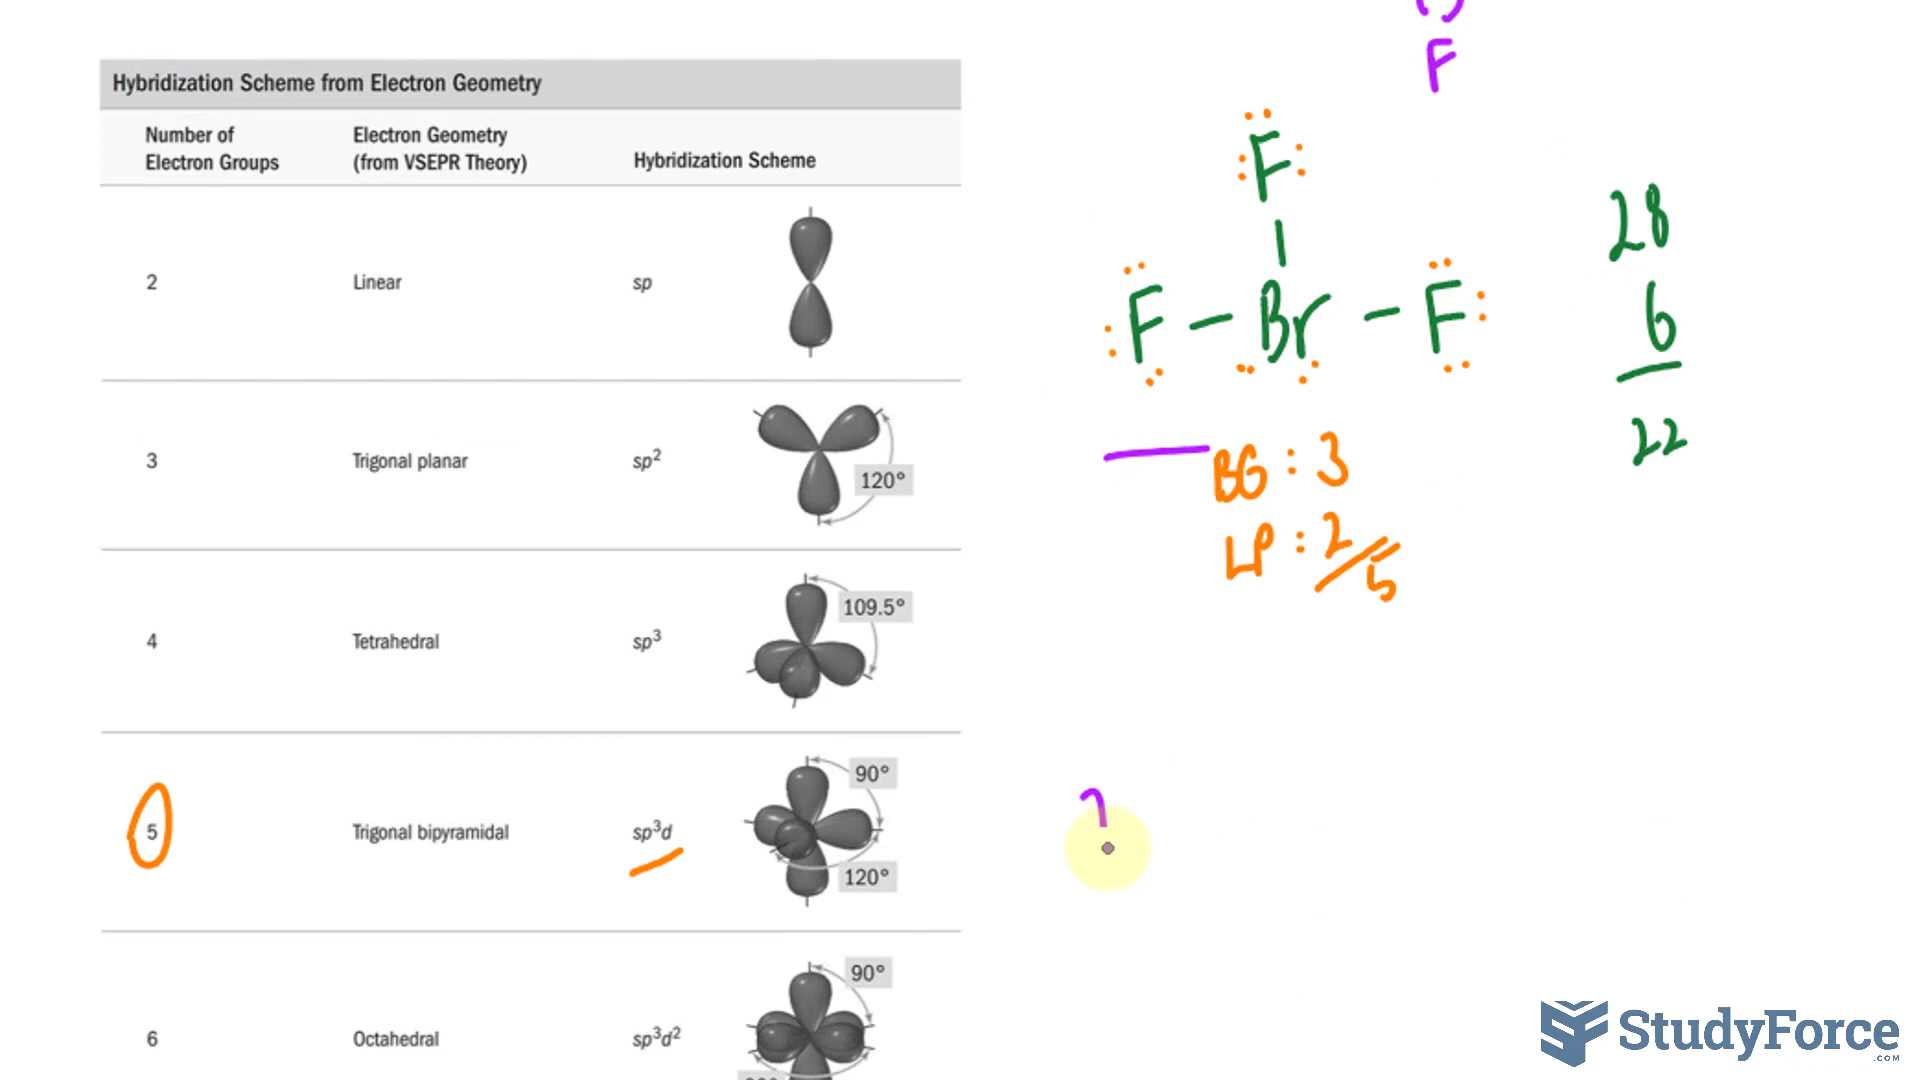 Hybridization Scheme from Electron Geometry
Number of Electron Groups
Electron Geometry (from VSEPR Theory)
Hybridization Scheme
2 Linear sp
3 Trigonal planar sp²
120°
4 Tetrahedral sp³
109.5°
5 Trigonal bipyramidal sp³d
90°
120°
6 Octahedral sp³d²
90°
F
F
F - Br - F
28
6
22
BG : 3
LP : 2/5
StudyForce
.COM